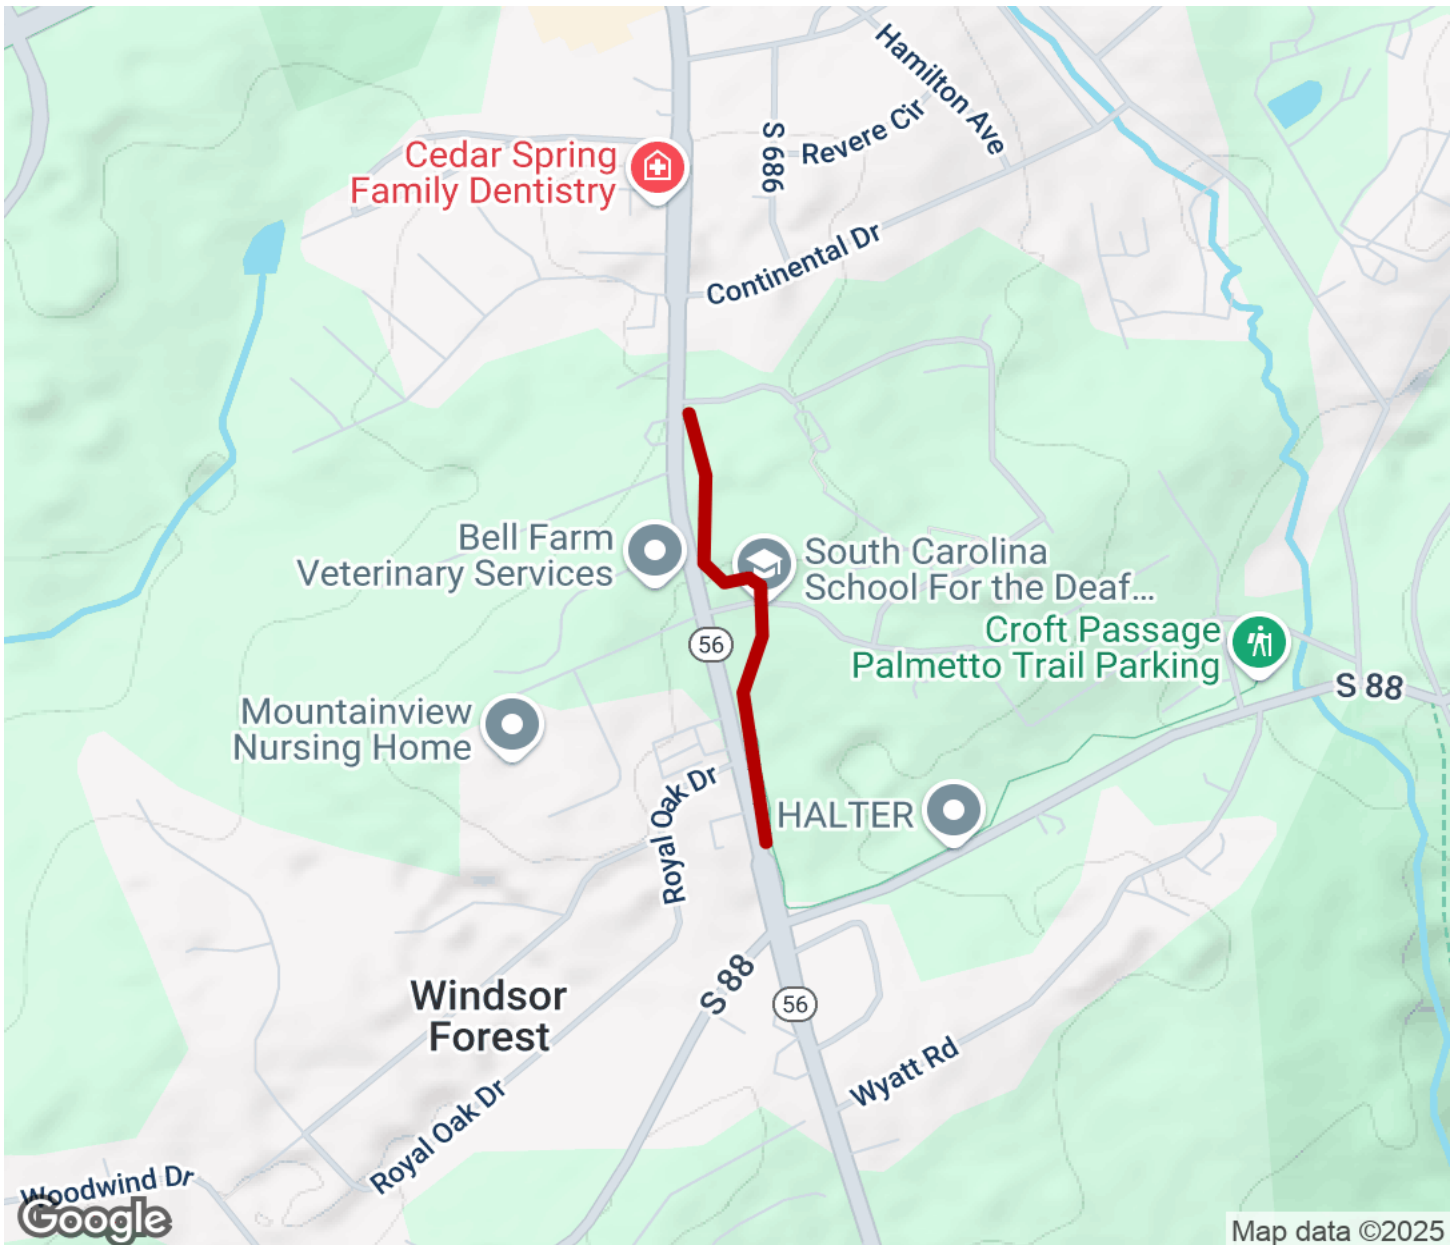 Hamilton Ave
Revere Cir
S 686
Cedar Spring
Family Dentistry
Continental Dr
Bell Farm
Veterinary Services
South Carolina
School For the Deaf...
Croft Passage
Palmetto Trail Parking
56
S 88
Mountainview
Nursing Home
Royal Oak Dr
HALTER
Windsor
Forest
S 88
56
Wyatt Rd
Royal Oak Dr
Woodwind Dr
Google
Map data ©2025